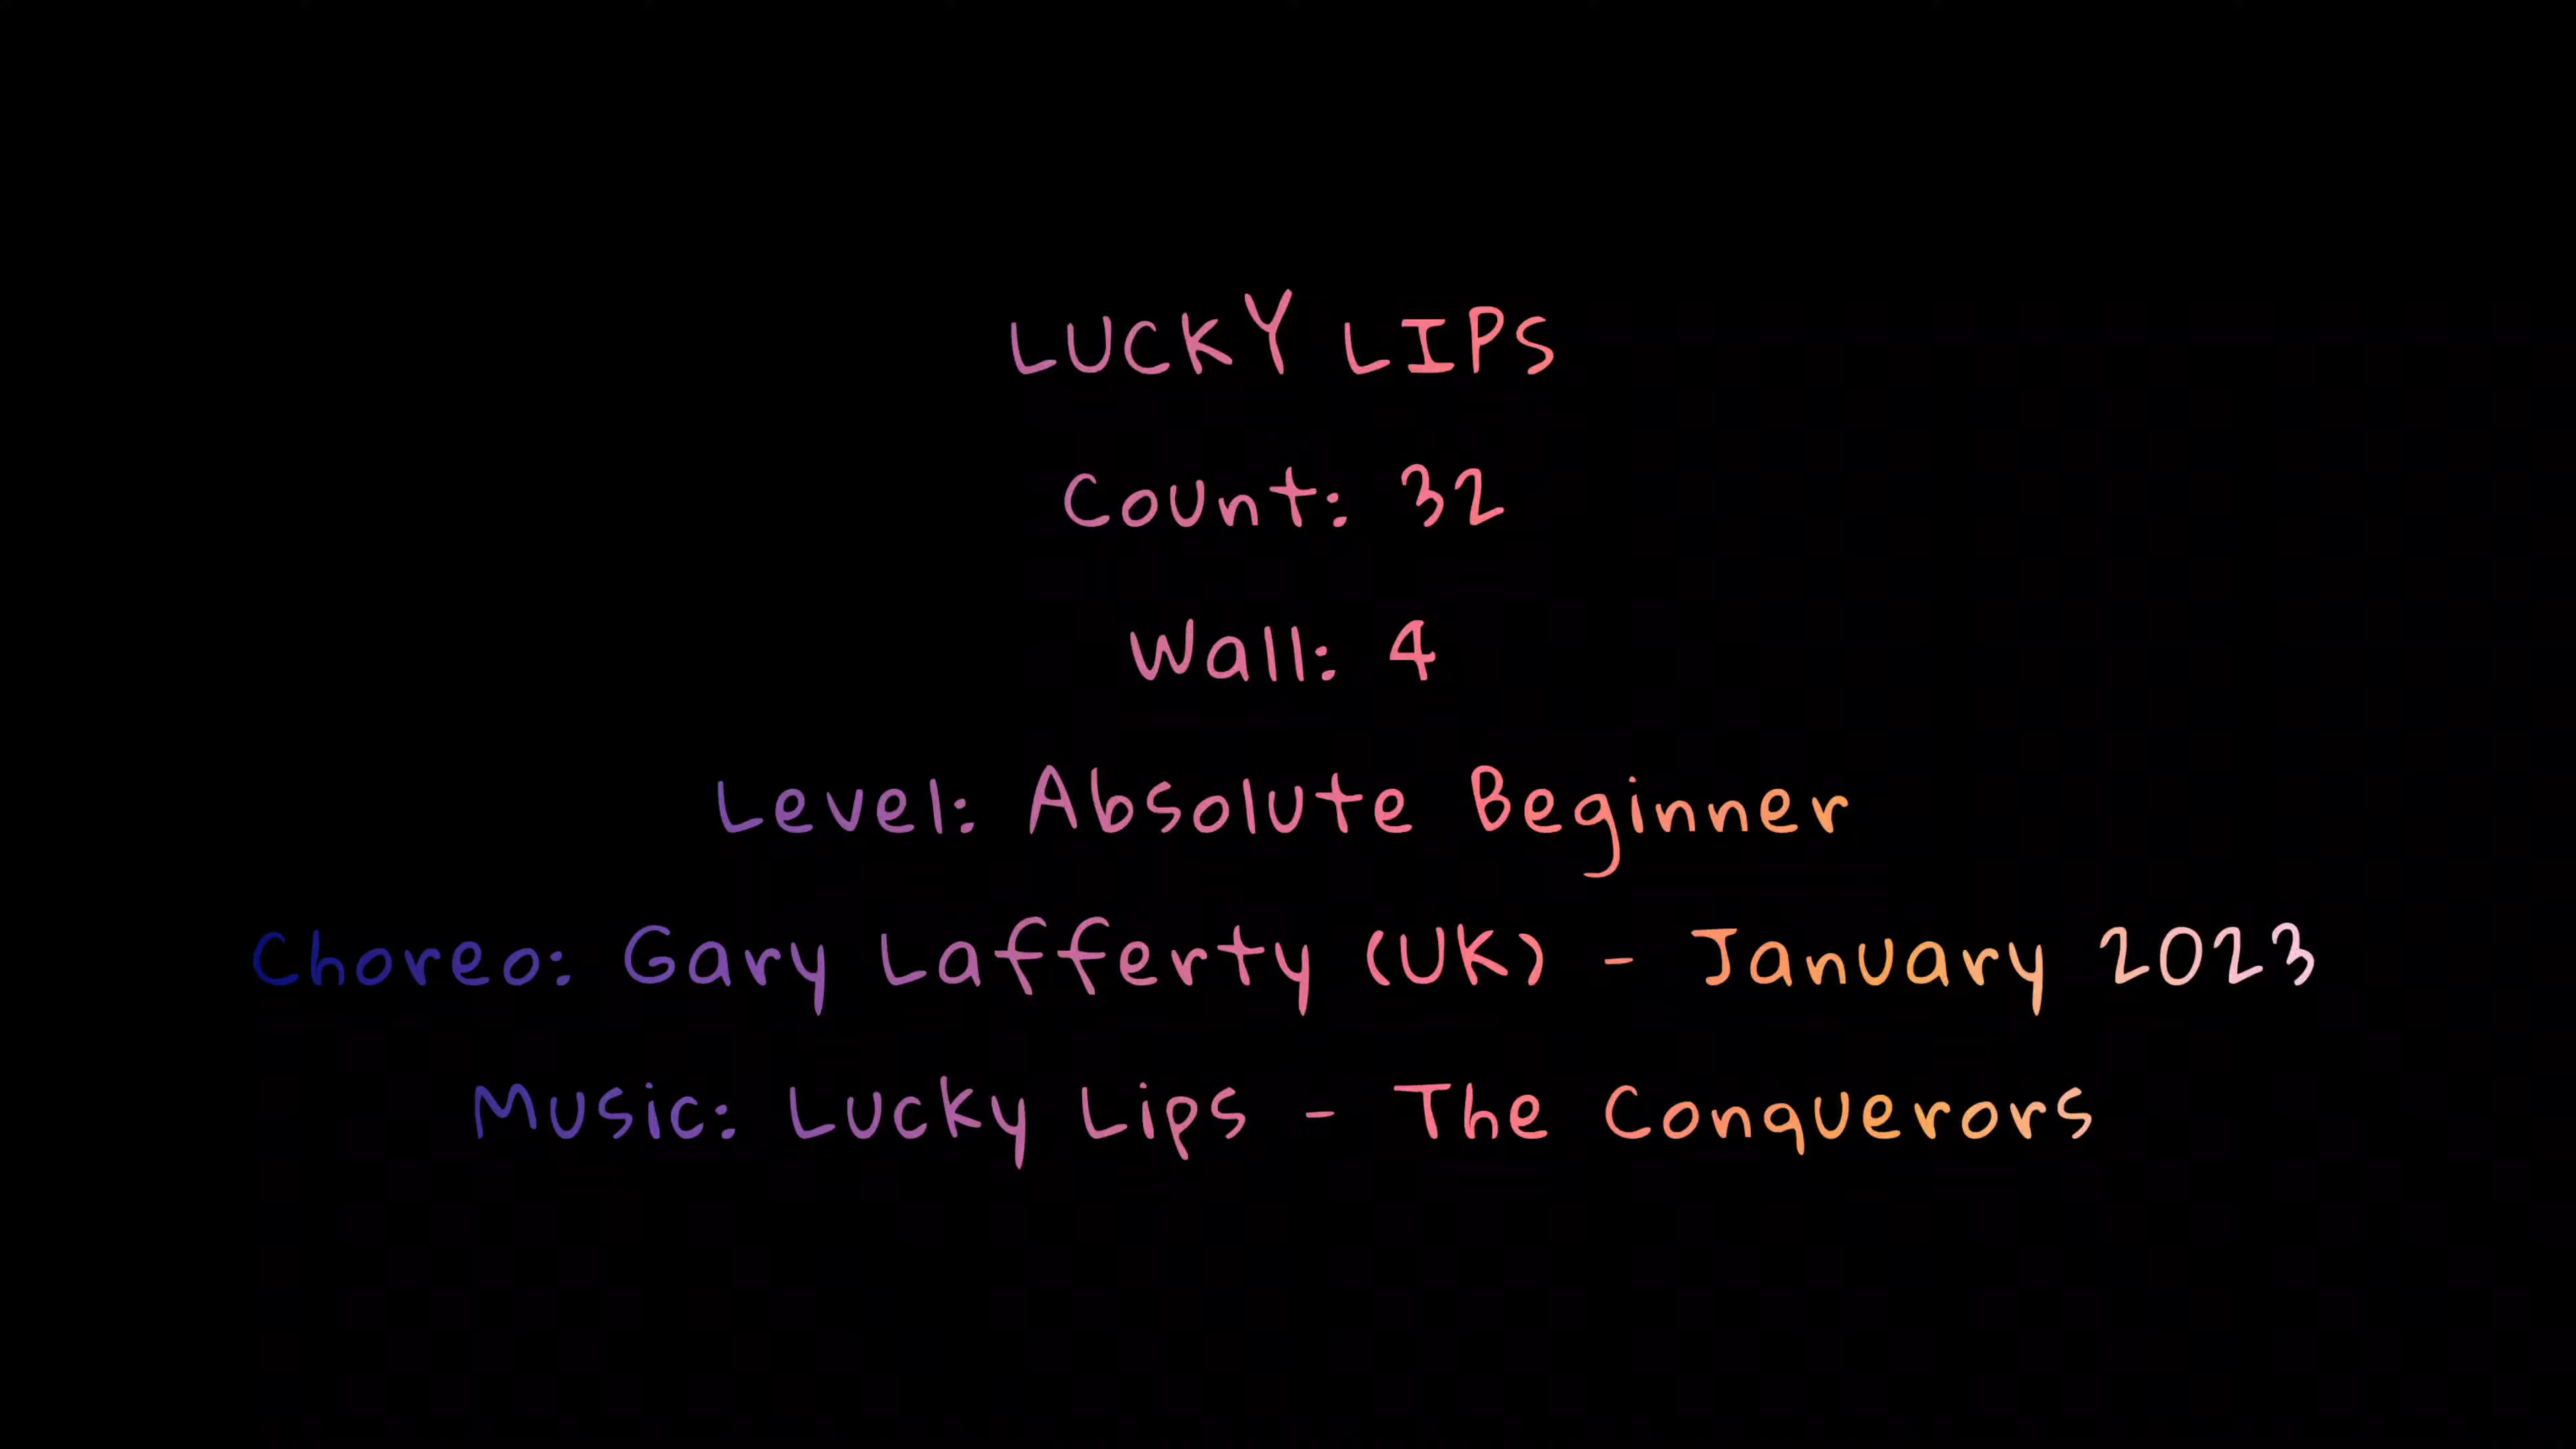 LUCKY LIPS
Count: 32
Wall: 4
Level: Absolute Beginner
Choreo: Gary Lafferty (UK) - January 2023
Music: Lucky Lips - The Conquerors